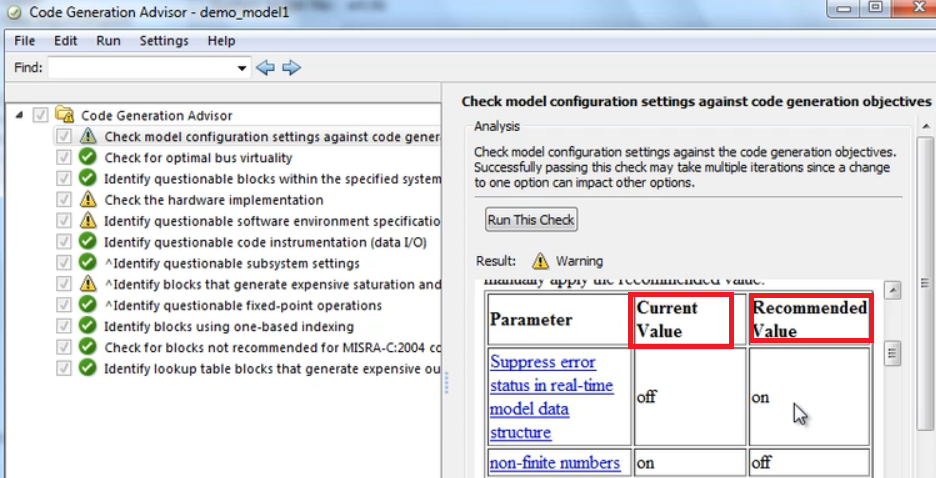 Code Generation Advisor - demo_model1
File Edit Run Settings Help
Find:
Code Generation Advisor
Check model configuration settings against code gener
Check for optimal bus virtuality
Identify questionable blocks within the specified system
Check the hardware implementation
Identify questionable software environment specificatio
Identify questionable code instrumentation (data I/O)
^Identify questionable subsystem settings
^Identify blocks that generate expensive saturation and
^Identify questionable fixed-point operations
Identify blocks using one-based indexing
Check for blocks not recommended for MISRA-C:2004 co
Identify lookup table blocks that generate expensive ou
Check model configuration settings against code generation objectives
Analysis
Check model configuration settings against the code generation objectives.
Successfully passing this check may take multiple iterations since a change
to one option can impact other options.
Run This Check
Result: Warning
manually apply the recommended value.
Parameter Current Value Recommended Value
Suppress error
status in real-time
model data
structure
off on
non-finite numbers on off